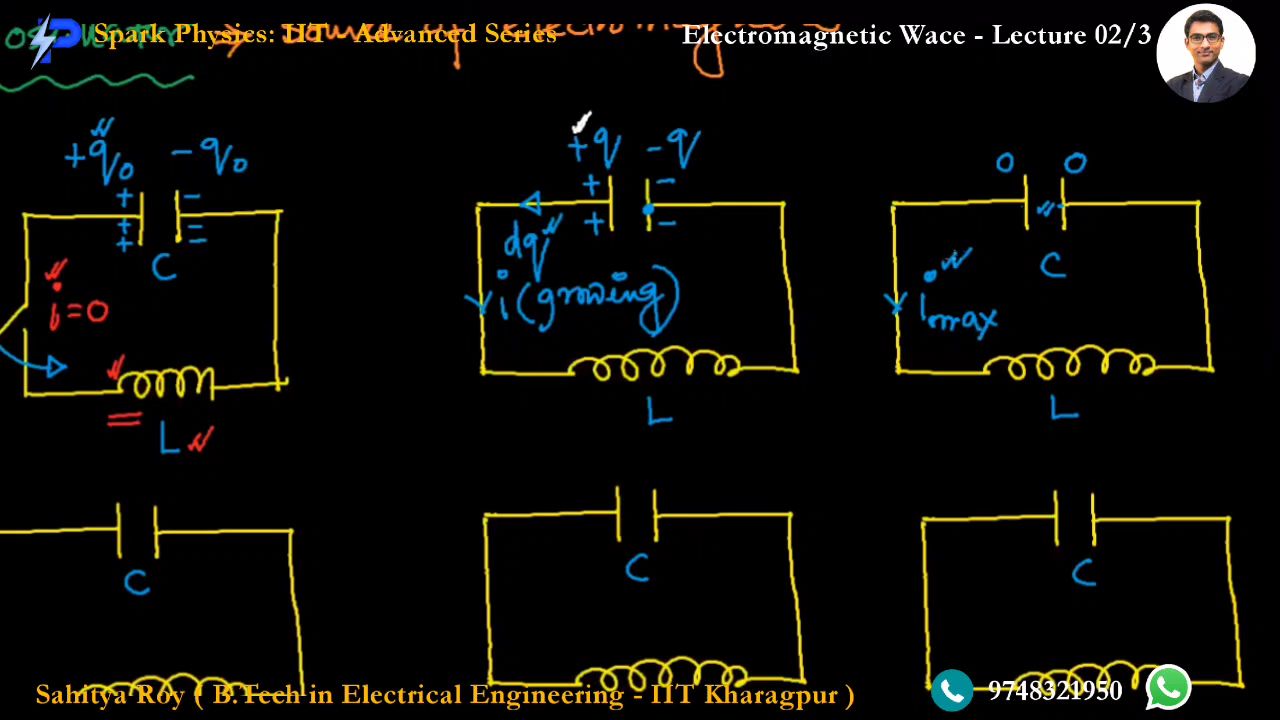 Spark Physics: IIT - Advanced Series
Electromagnetic Wace - Lecture 02/3
+q₀ -q₀
+ -
+ =
+ -
C
i=0
L
+q -q
+ -
+ -
dq
i (growing)
L
0 0
C
imax
L
C
C
C
Sahitya Roy ( B.Tech in Electrical Engineering - IIT Kharagpur )
9748321950